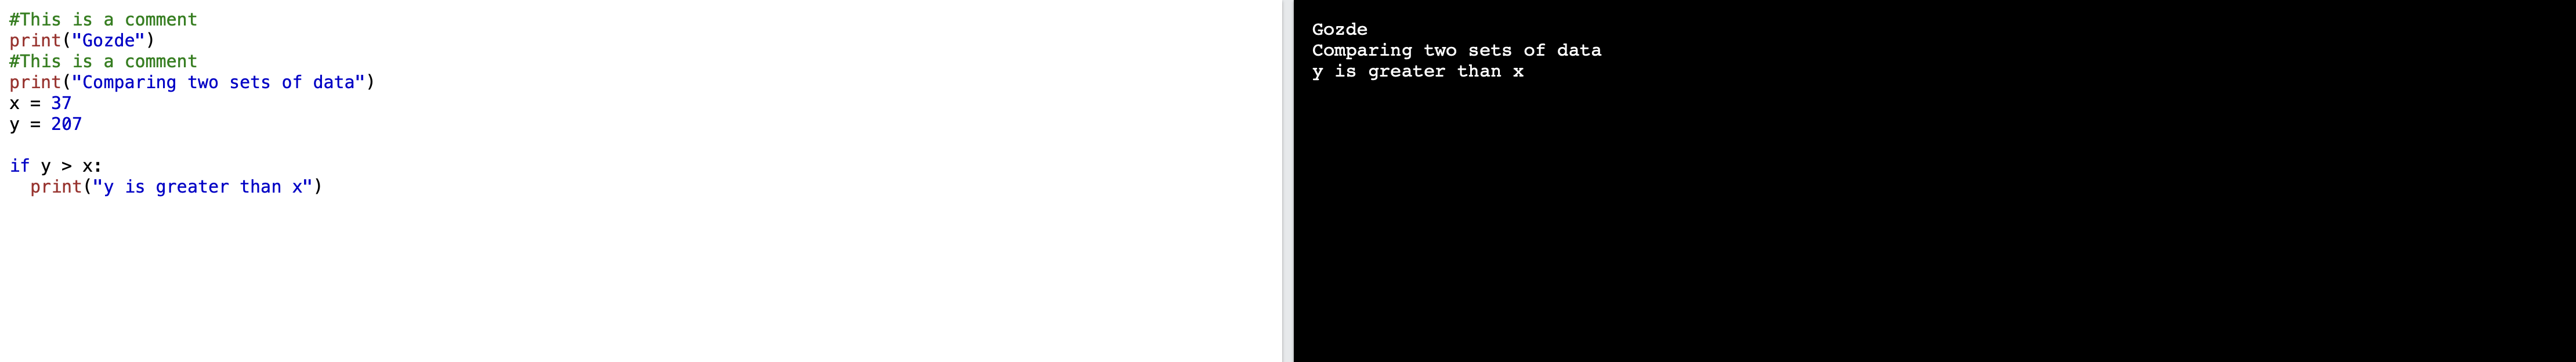 #This is a comment
print("Gozde")
#This is a comment
print("Comparing two sets of data")
x = 37
y = 207

if y > x:
  print("y is greater than x")
Gozde
Comparing two sets of data
y is greater than x